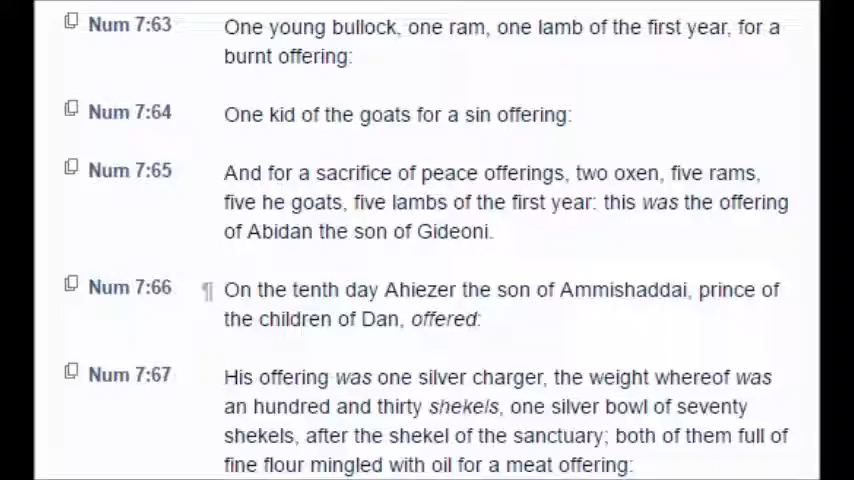 Num 7:63 One young bullock, one ram, one lamb of the first year, for a
burnt offering:
Num 7:64 One kid of the goats for a sin offering:
Num 7:65 And for a sacrifice of peace offerings, two oxen, five rams,
five he goats, five lambs of the first year: this was the offering
of Abidan the son of Gideoni.
Num 7:66 ¶ On the tenth day Ahiezer the son of Ammishaddai, prince of
the children of Dan, offered:
Num 7:67 His offering was one silver charger, the weight whereof was
an hundred and thirty shekels, one silver bowl of seventy
shekels, after the shekel of the sanctuary; both of them full of
fine flour mingled with oil for a meat offering: